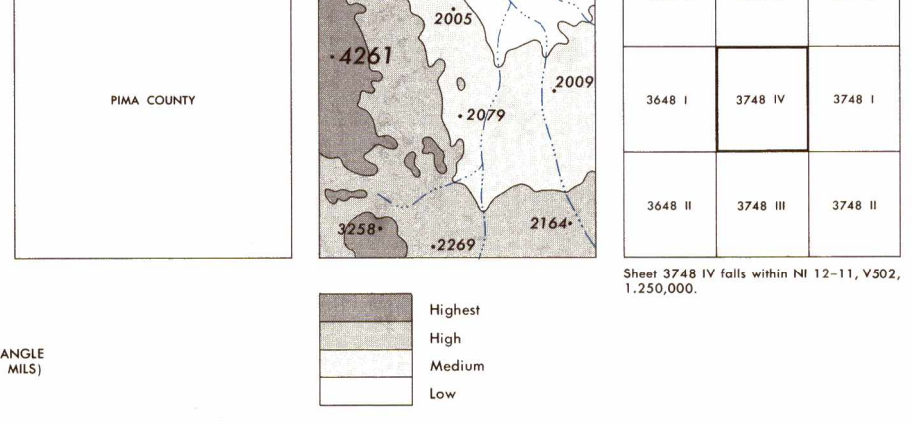 PIMA COUNTY
2005
4261
2009
2079
3258
2269
2164
3648 I
3748 IV
3748 I
3648 II
3748 III
3748 II
Sheet 3748 IV falls within NI 12-11, V502,
1.250,000.
Highest
High
Medium
Low
ANGLE
MILS)